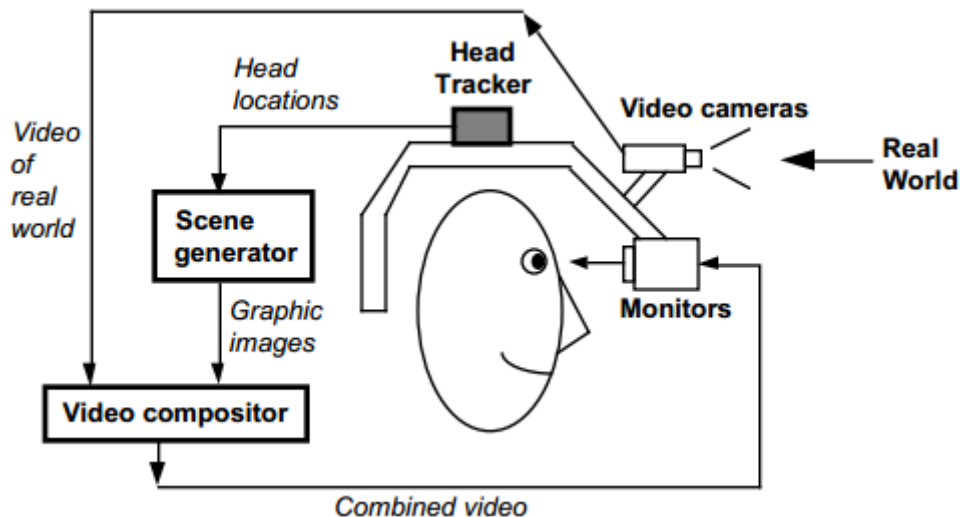 Head
Tracker
Head
locations
Video cameras
Video
of
real
world
Real
World
Scene
generator
Monitors
Graphic
images
Video compositor
Combined video